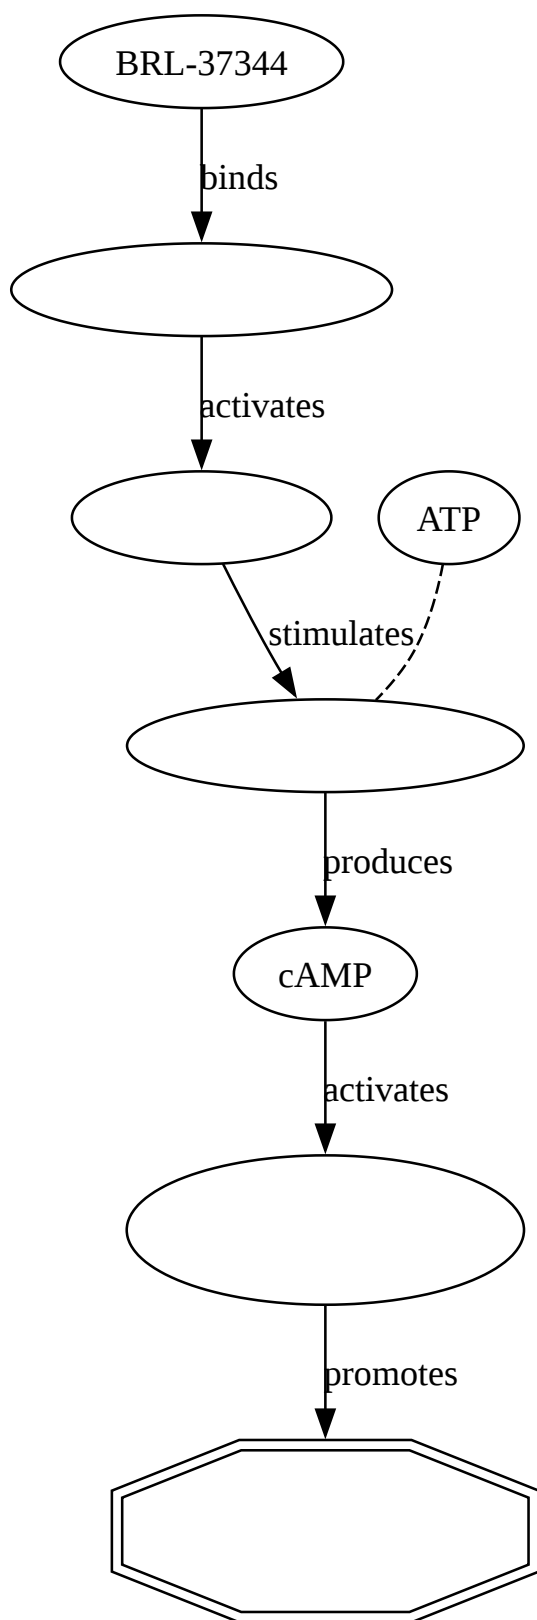 BRL-37344
binds
activates
ATP
stimulates
produces
cAMP
activates
promotes